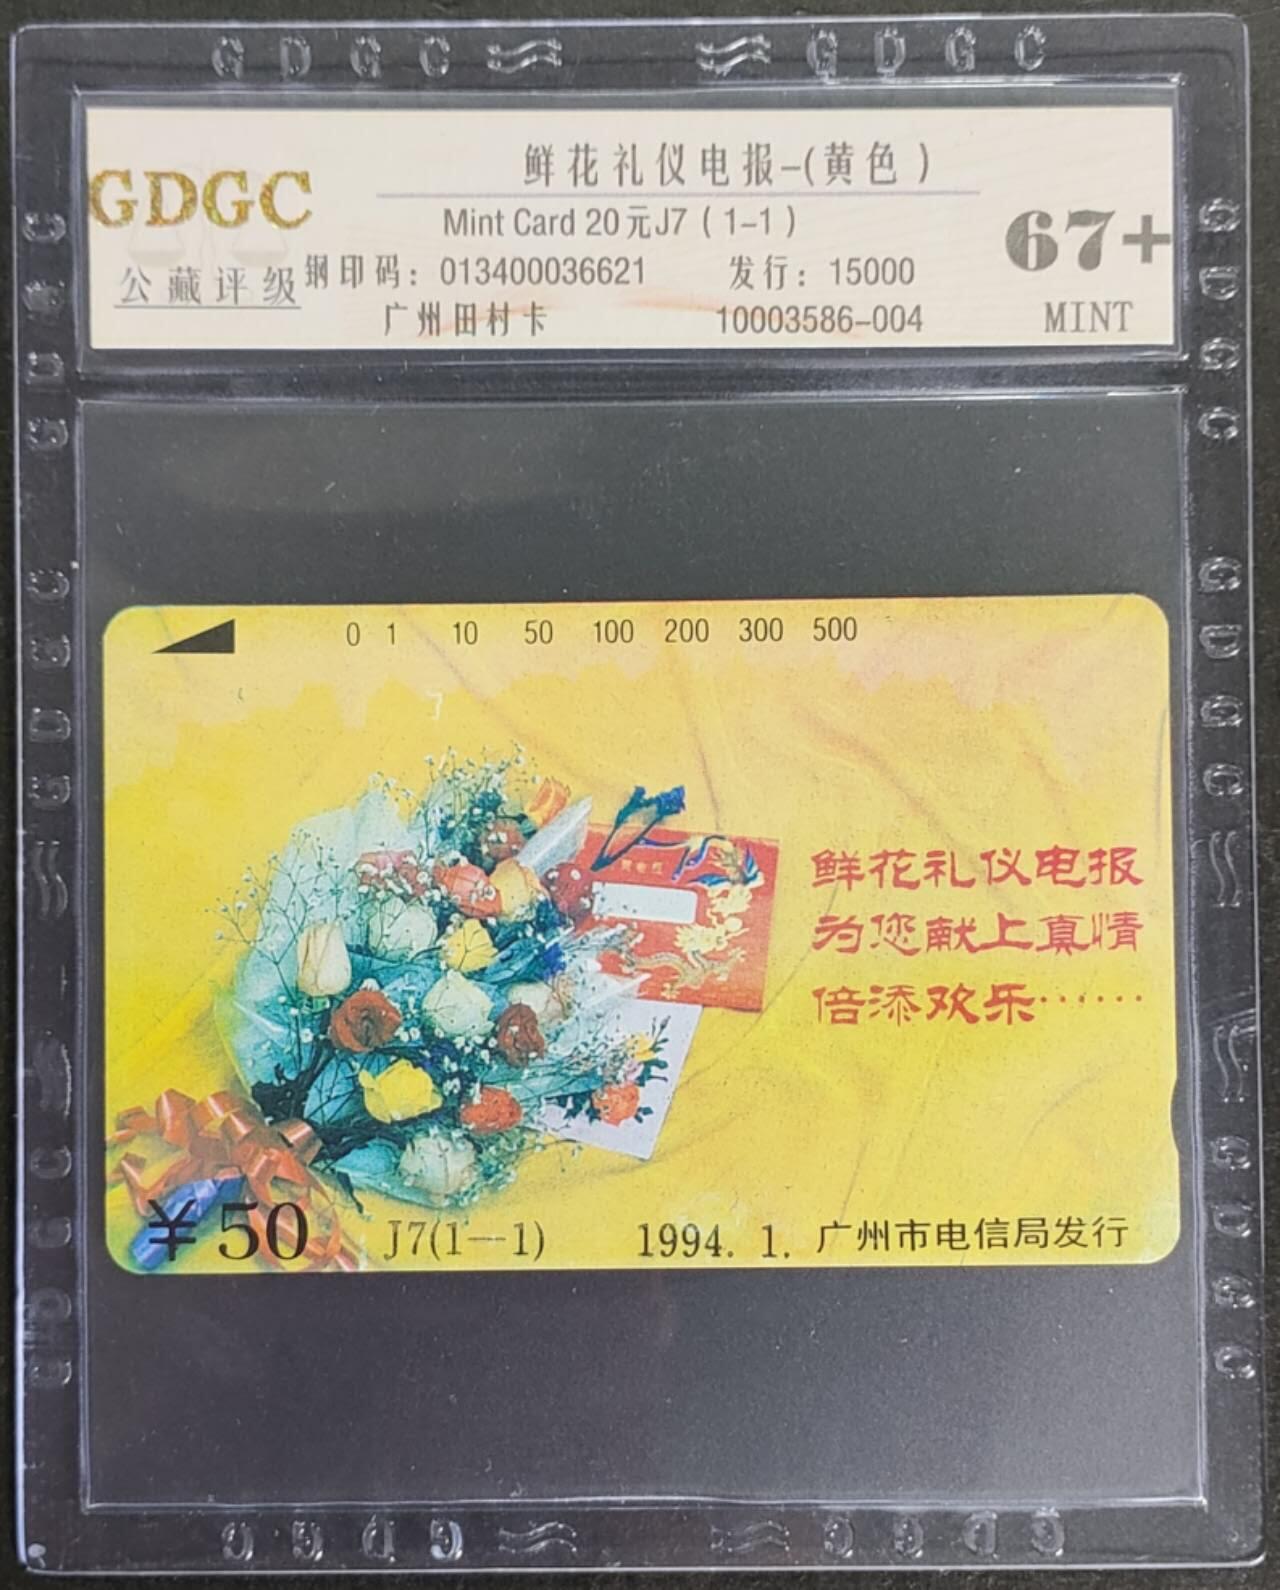 GDGC GDGC
GDGC
公藏评级
鲜花礼仪电报-(黄色)
Mint Card 20元J7(1-1)
钢印码:013400036621 发行:15000
广州田村卡 10003586-004
67+
MINT
0 1 10 50 100 200 300 500
鲜花礼仪电报
为您献上真情
倍添欢乐……
¥50 J7(1—1) 1994.1. 广州市电信局发行